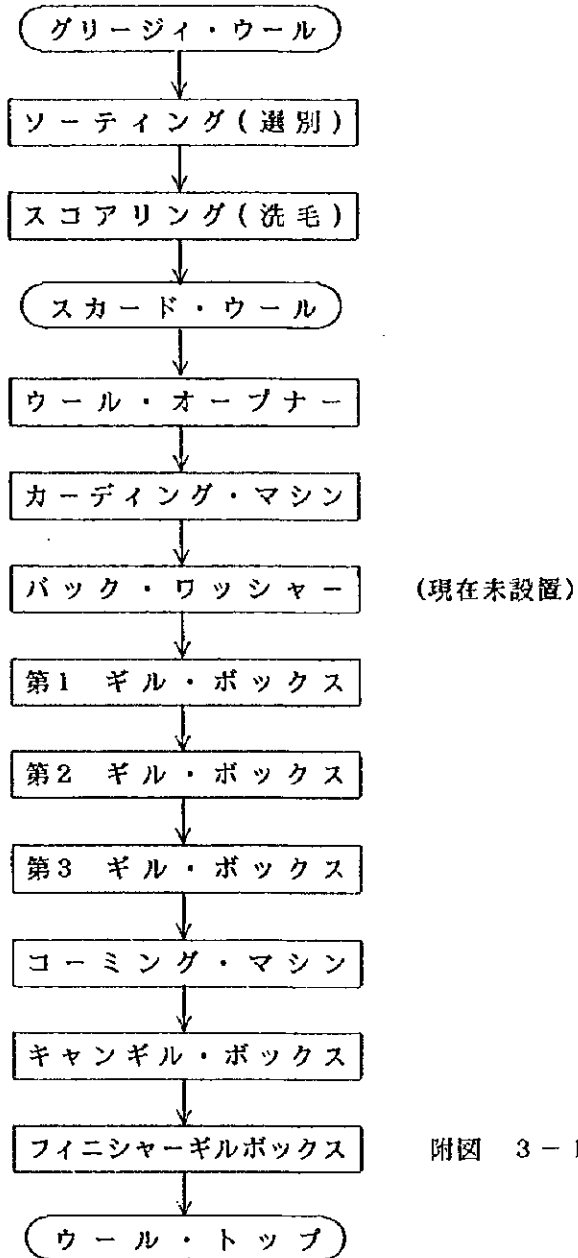 グリージィ・ウール
ソーティング(選別)
スコアリング(洗毛)
スカード・ウール
ウール・オープナー
カーディング・マシン
バック・ワッシャー (現在未設置)
第1 ギル・ボックス
第2 ギル・ボックス
第3 ギル・ボックス
コーミング・マシン
キャンギル・ボックス
フィニシャーギルボックス 附図 3-1
ウール・トップ